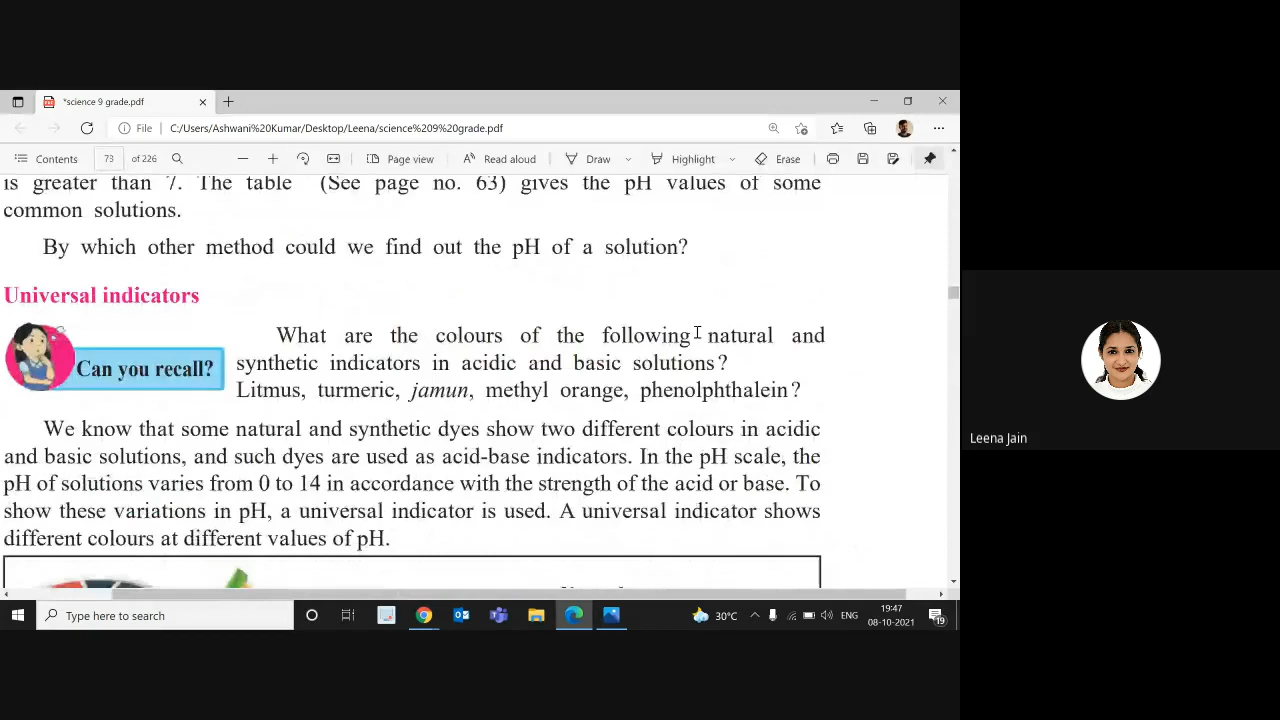 *science 9 grade.pdf
File
C:/Users/Ashwani%20Kumar/Desktop/Leena/science%209%20grade.pdf
Contents
73
of 226
Page view
Read aloud
Draw
Highlight
Erase
is greater than 7. The table (See page no. 63) gives the pH values of some
common solutions.
By which other method could we find out the pH of a solution?
Universal indicators
Can you recall?
What are the colours of the following natural and
synthetic indicators in acidic and basic solutions?
Litmus, turmeric, jamun, methyl orange, phenolphthalein?
We know that some natural and synthetic dyes show two different colours in acidic
and basic solutions, and such dyes are used as acid-base indicators. In the pH scale, the
pH of solutions varies from 0 to 14 in accordance with the strength of the acid or base. To
show these variations in pH, a universal indicator is used. A universal indicator shows
different colours at different values of pH.
Type here to search
30°C
ENG
19:47
08-10-2021
19
Leena Jain